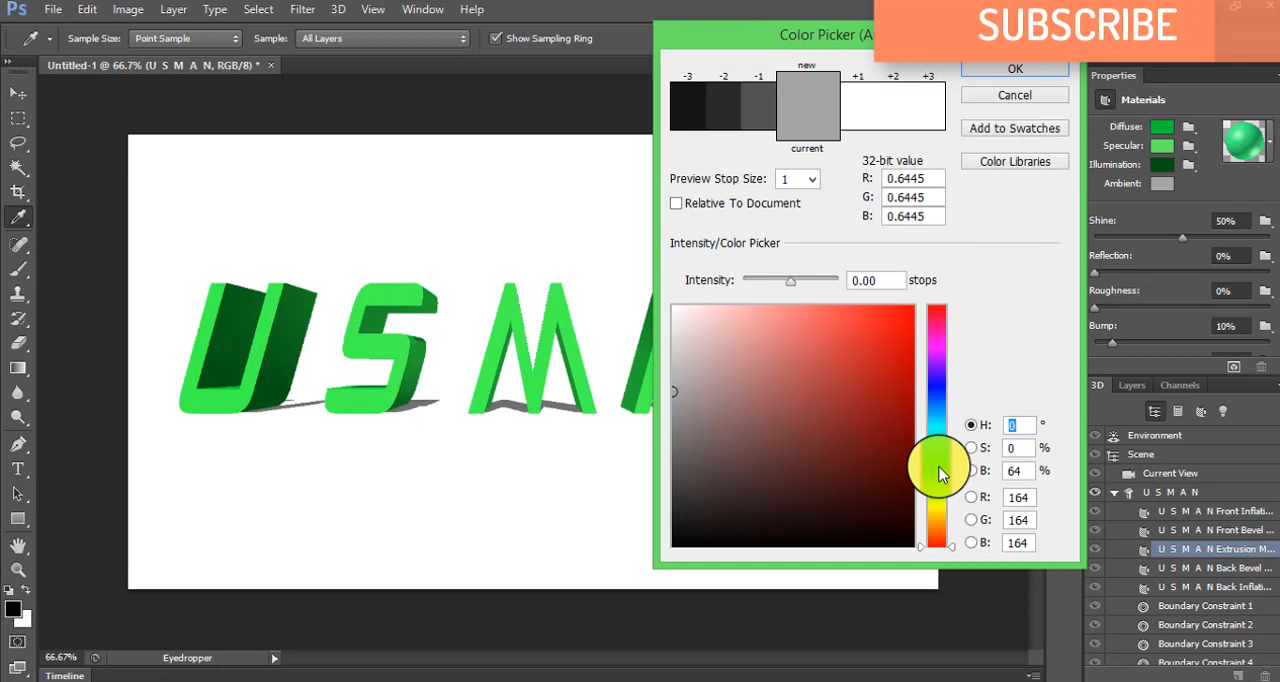 Ps File Edit Image Layer Type Select Filter 3D View Window Help
SUBSCRIBE
Sample Size: Point Sample Sample: All Layers Show Sampling Ring
Color Picker (A
Untitled-1 @ 66.7% (U S M A N, RGB/8) * ×
-3 -2 -1 new +1 +2 +3
current
OK
Cancel
Add to Swatches
Color Libraries
32-bit value
Preview Stop Size: 1
R: 0.6445
Relative To Document
G: 0.6445
B: 0.6445
Intensity/Color Picker
Intensity: 0.00 stops
H: 0 °
S: 0 %
B: 64 %
R: 164
G: 164
B: 164
U S M
Properties
Materials
Diffuse:
Specular:
Illumination:
Ambient:
Shine: 50%
Reflection: 0%
Roughness: 0%
Bump: 10%
3D Layers Channels
Environment
Scene
Current View
U S M A N
U S M A N Front Inflati...
U S M A N Front Bevel ...
U S M A N Extrusion M...
U S M A N Back Bevel ...
U S M A N Back Inflati...
Boundary Constraint 1
Boundary Constraint 2
Boundary Constraint 3
Boundary Constraint 4
66.67% Eyedropper
Timeline